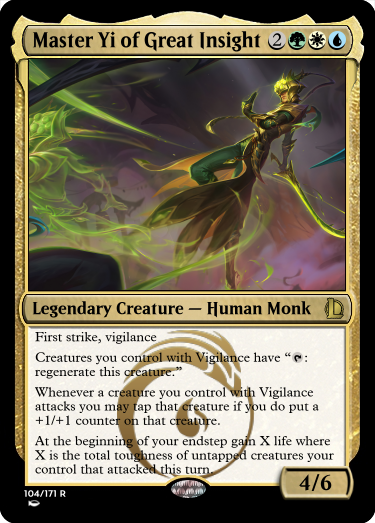 Master Yi of Great Insight 2
Legendary Creature — Human Monk
First strike, vigilance
Creatures you control with Vigilance have “ :
regenerate this creature.”
Whenever a creature you control with Vigilance
attacks you may tap that creature if you do put a
+1/+1 counter on that creature.
At the beginning of your endstep gain X life where
X is the total toughness of untapped creatures your
control that attacked this turn.
4/6
104/171 R